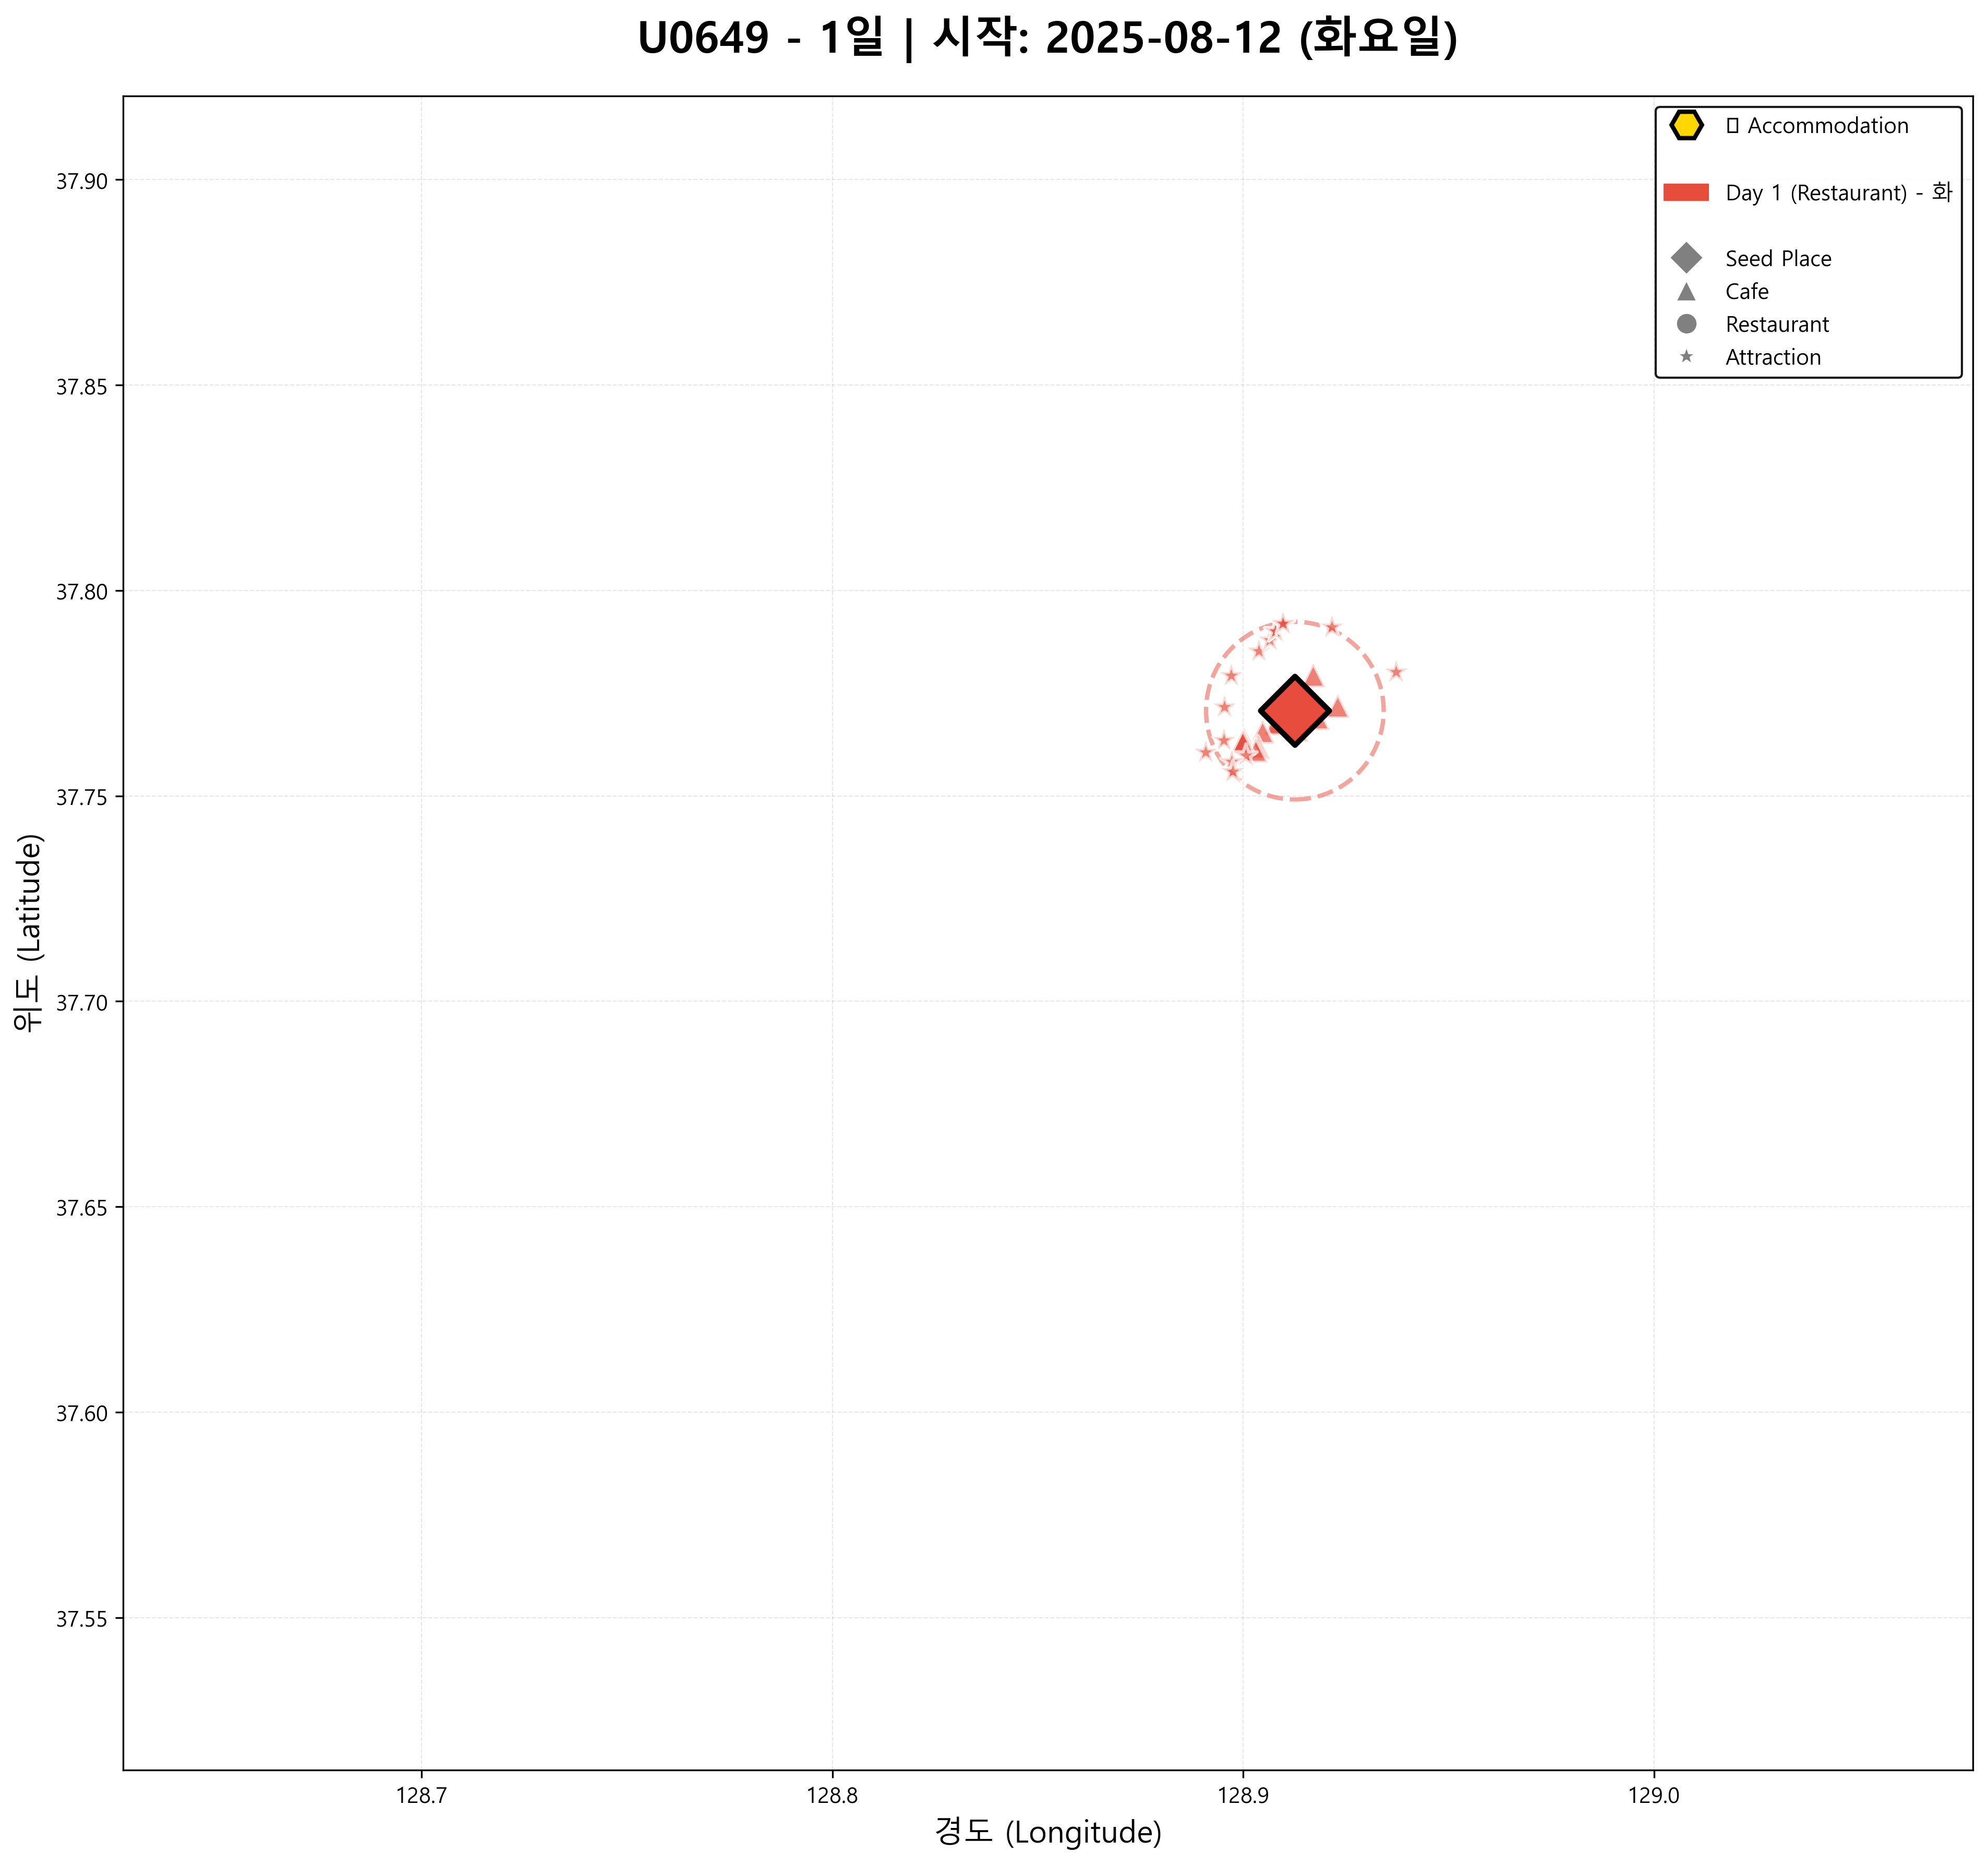 U0649 - 1일 | 시작: 2025-08-12 (화요일)
Accommodation
Day 1 (Restaurant) - 화
Seed Place
Cafe
Restaurant
Attraction
37.90
37.85
37.80
37.75
37.70
37.65
37.60
37.55
위도 (Latitude)
128.7
128.8
128.9
129.0
경도 (Longitude)